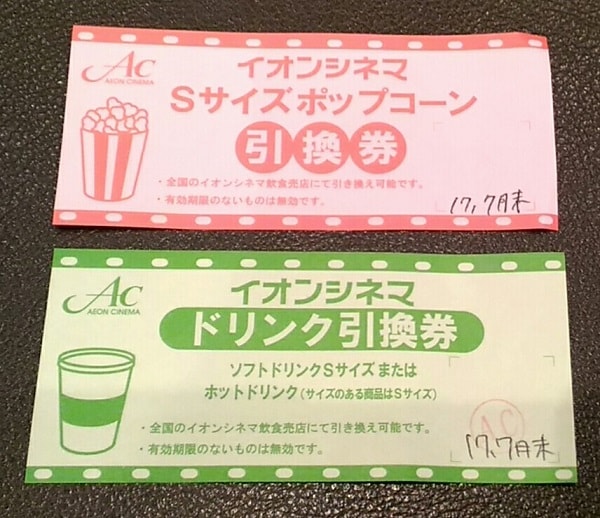 AC
AEON CINEMA
イオンシネマ
Sサイズポップコーン
引換券
・全国のイオンシネマ飲食売店にて引き換え可能です。
・有効期限のないものは無効です。
17,7月末
AC
AEON CINEMA
イオンシネマ
ドリンク引換券
ソフトドリンクSサイズまたは
ホットドリンク(サイズのある商品はSサイズ)
・全国のイオンシネマ飲食売店にて引き換え可能です。
・有効期限のないものは無効です。
AC
17,7月末